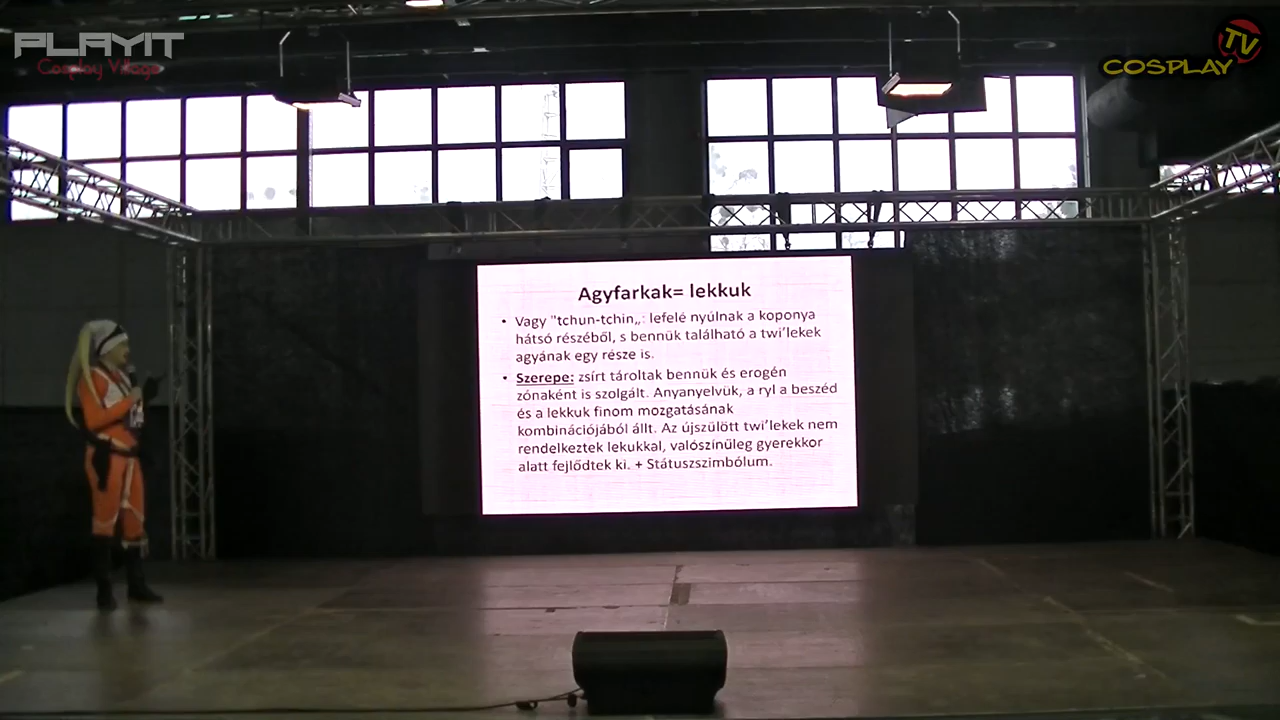 PLAYIT
Cosplay Village
COSPLAY TV
Agyfarkak= lekkuk
• Vagy "tchun-tchin„: lefelé nyúlnak a koponya
hátsó részéből, s bennük található a twi'lekek
agyának egy része is.
• Szerepe: zsírt tároltak bennük és erogén
zónaként is szolgált. Anyanyelvük, a ryl a beszéd
és a lekkuk finom mozgatásának
kombinációjából állt. Az újszülött twi'lekek nem
rendelkeztek lekukkal, valószínűleg gyerekkor
alatt fejlődtek ki. + Státuszszimbólum.